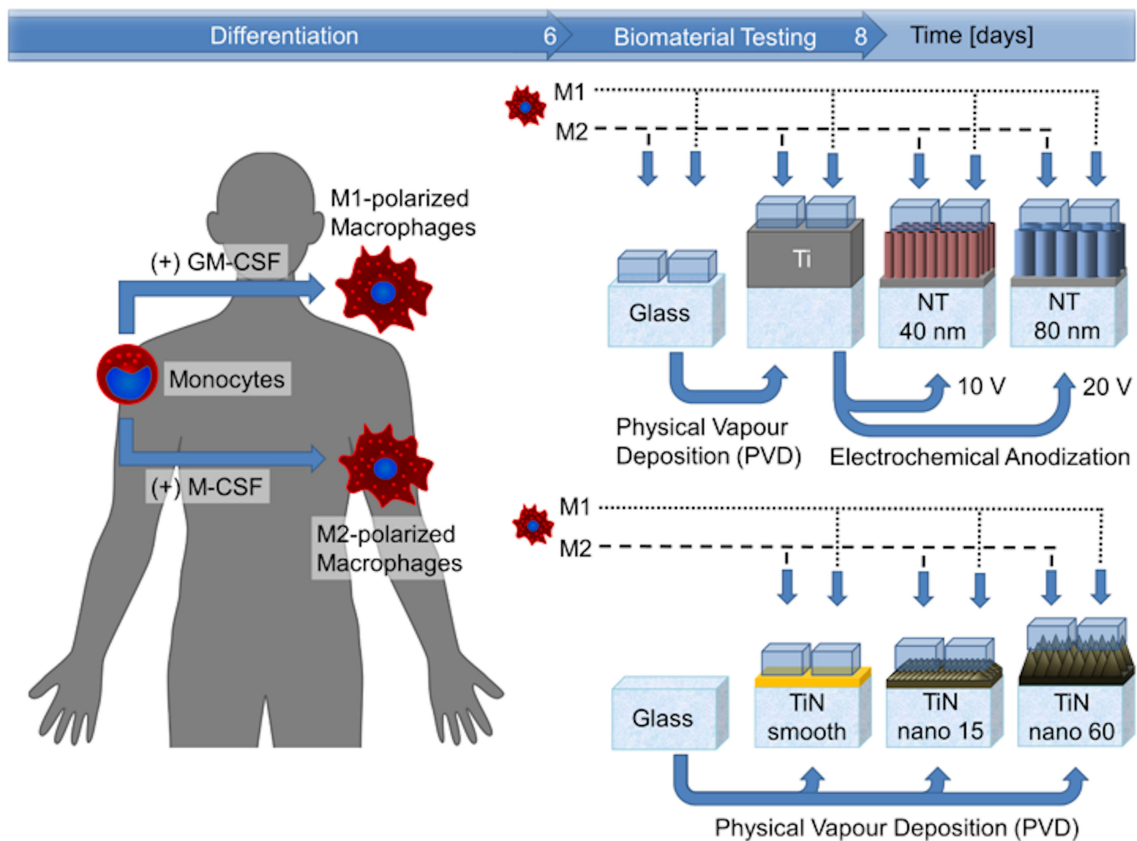 Differentiation 6 Biomaterial Testing 8 Time [days]
M1-polarized
Macrophages
(+) GM-CSF
Monocytes
(+) M-CSF
M2-polarized
Macrophages
M1
M2
Glass
Ti
NT
40 nm
NT
80 nm
10 V
20 V
Physical Vapour
Deposition (PVD)
Electrochemical Anodization
M1
M2
Glass
TiN
smooth
TiN
nano 15
TiN
nano 60
Physical Vapour Deposition (PVD)